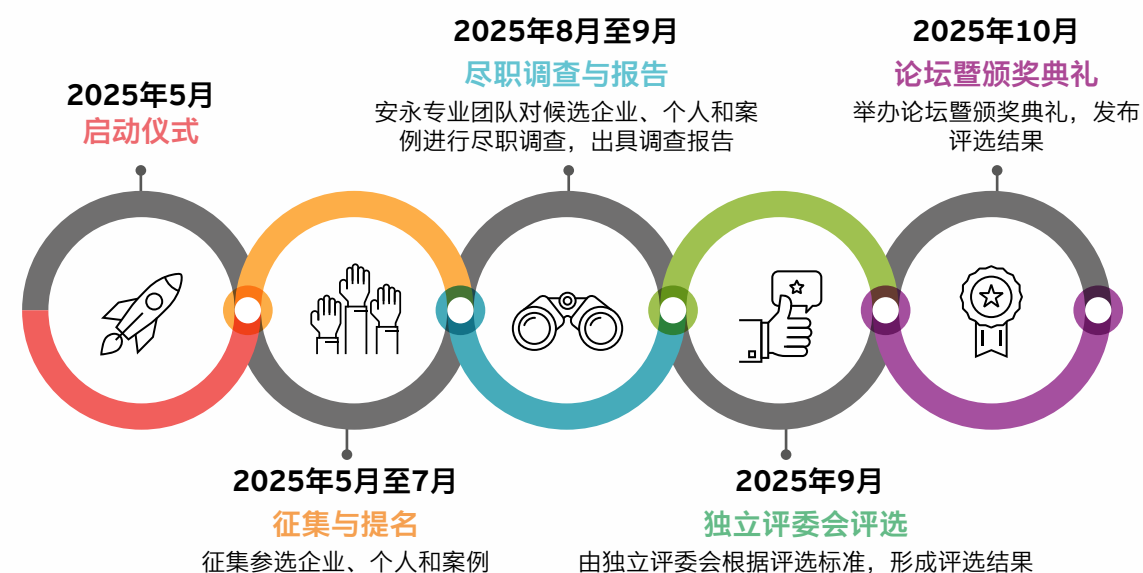 2025年5月
启动仪式
2025年5月至7月
征集与提名
征集参选企业、个人和案例
2025年8月至9月
尽职调查与报告
安永专业团队对候选企业、个人和案
例进行尽职调查，出具调查报告
2025年9月
独立评委会评选
由独立评委会根据评选标准，形成评选结果
2025年10月
论坛暨颁奖典礼
举办论坛暨颁奖典礼，发布
评选结果